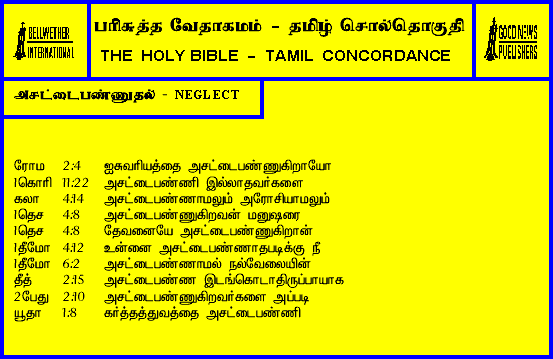 BELLWETHER
INTERNATIONAL
பரிசுத்த வேதாகமம் - தமிழ் சொல்தொகுதி
THE HOLY BIBLE - TAMIL CONCORDANCE
GOOD NEWS
PUBLISHERS
அசட்டைபண்ணுதல் - NEGLECT
ரோம 2:4 ஐசுவரியத்தை அசட்டைபண்ணுகிறாயோ
1கொரி 11:22 அசட்டைபண்ணி இல்லாதவர்களை
கலா 4:14 அசட்டைபண்ணாமலும் அரோசியாமலும்
1தெச 4:8 அசட்டைபண்ணுகிறவன் மனுஷரை
1தெச 4:8 தேவனையே அசட்டைபண்ணுகிறான்
1தீமோ 4:12 உன்னை அசட்டைபண்ணாதபடிக்கு நீ
1தீமோ 6:2 அசட்டைபண்ணாமல் நல்வேலையின்
தீத் 2:15 அசட்டைபண்ண இடங்கொடாதிருப்பாயாக
2பேது 2:10 அசட்டைபண்ணுகிறவர்களை அப்படி
யூதா 1:8 கர்த்தத்துவத்தை அசட்டைபண்ணி